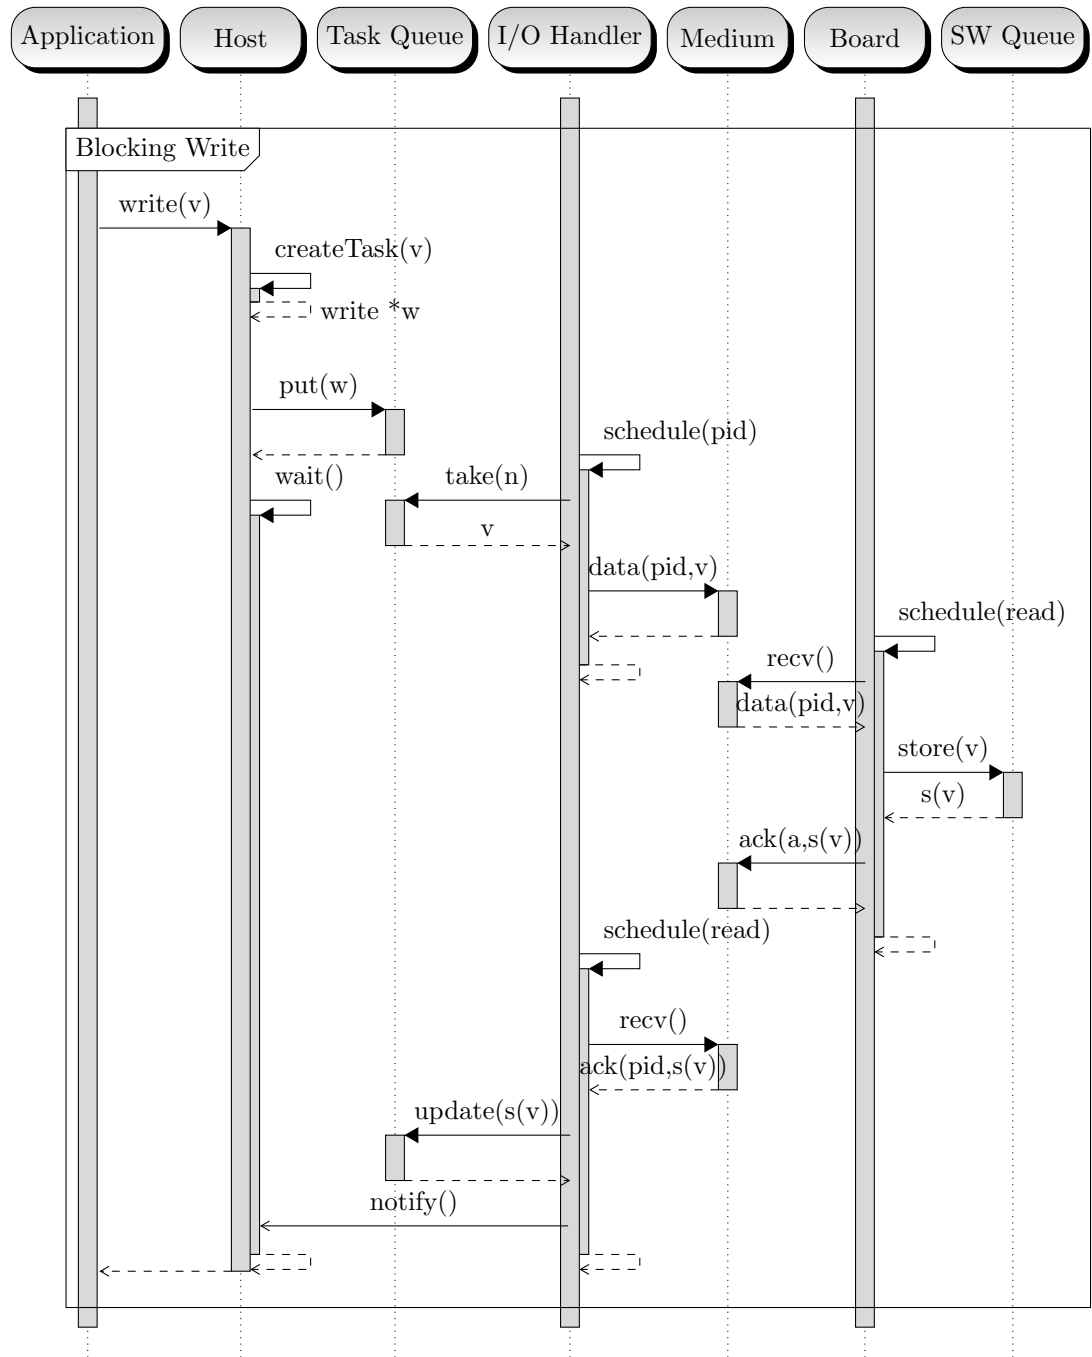 Application
Host
Task Queue
I/O Handler
Medium
Board
SW Queue
Blocking Write
write(v)
createTask(v)
write *w
put(w)
schedule(pid)
wait()
take(n)
v
data(pid,v)
schedule(read)
recv()
data(pid,v)
store(v)
s(v)
ack(a,s(v))
schedule(read)
recv()
ack(pid,s(v))
update(s(v))
notify()